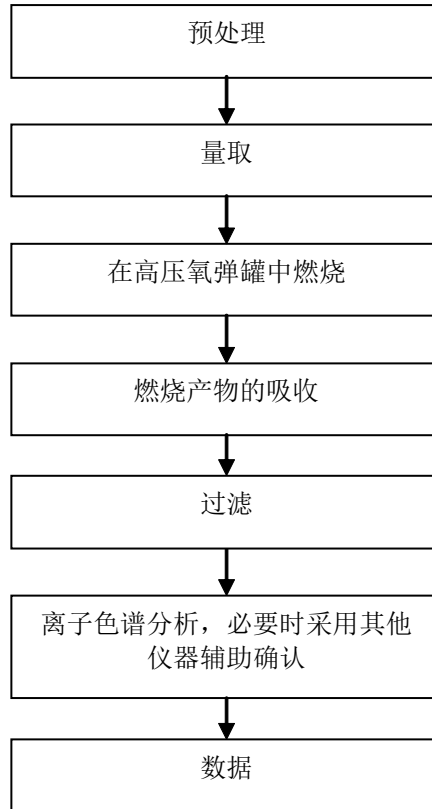 预处理
量取
在高压氧弹罐中燃烧
燃烧产物的吸收
过滤
离子色谱分析，必要时采用其他
仪器辅助确认
数据